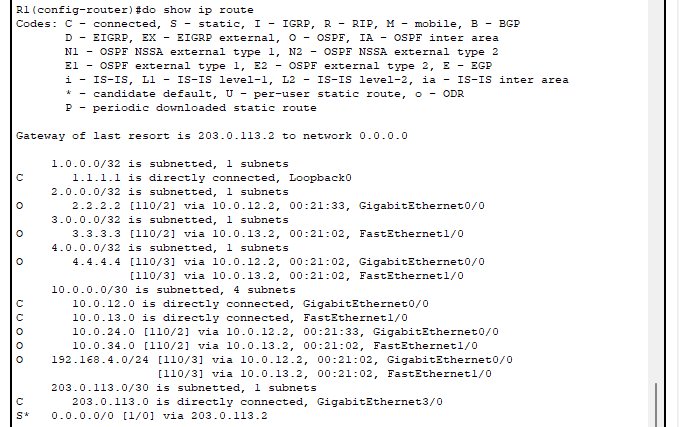 R1(config-router)#do show ip route
Codes: C - connected, S - static, I - IGRP, R - RIP, M - mobile, B - BGP
D - EIGRP, EX - EIGRP external, O - OSPF, IA - OSPF inter area
N1 - OSPF NSSA external type 1, N2 - OSPF NSSA external type 2
E1 - OSPF external type 1, E2 - OSPF external type 2, E - EGP
i - IS-IS, L1 - IS-IS level-1, L2 - IS-IS level-2, ia - IS-IS inter area
* - candidate default, U - per-user static route, o - ODR
P - periodic downloaded static route
Gateway of last resort is 203.0.113.2 to network 0.0.0.0
1.0.0.0/32 is subnetted, 1 subnets
C 1.1.1.1 is directly connected, Loopback0
2.0.0.0/32 is subnetted, 1 subnets
O 2.2.2.2 [110/2] via 10.0.12.2, 00:21:33, GigabitEthernet0/0
3.0.0.0/32 is subnetted, 1 subnets
O 3.3.3.3 [110/2] via 10.0.13.2, 00:21:02, FastEthernet1/0
4.0.0.0/32 is subnetted, 1 subnets
O 4.4.4.4 [110/3] via 10.0.12.2, 00:21:02, GigabitEthernet0/0
[110/3] via 10.0.13.2, 00:21:02, FastEthernet1/0
10.0.0.0/30 is subnetted, 4 subnets
C 10.0.12.0 is directly connected, GigabitEthernet0/0
C 10.0.13.0 is directly connected, FastEthernet1/0
O 10.0.24.0 [110/2] via 10.0.12.2, 00:21:33, GigabitEthernet0/0
O 10.0.34.0 [110/2] via 10.0.13.2, 00:21:02, FastEthernet1/0
O 192.168.4.0/24 [110/3] via 10.0.12.2, 00:21:02, GigabitEthernet0/0
[110/3] via 10.0.13.2, 00:21:02, FastEthernet1/0
203.0.113.0/30 is subnetted, 1 subnets
C 203.0.113.0 is directly connected, GigabitEthernet3/0
S* 0.0.0.0/0 [1/0] via 203.0.113.2